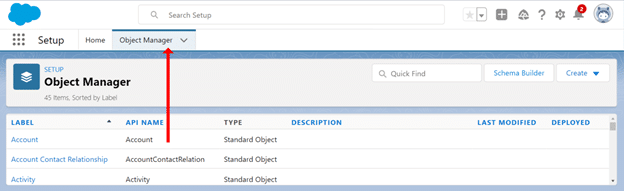 Search Setup
2
Setup Home Object Manager
SETUP
Object Manager
45 Items, Sorted by Label
Quick Find
Schema Builder
Create
LABEL API NAME TYPE DESCRIPTION LAST MODIFIED DEPLOYED
Account Account Standard Object
Account Contact Relationship AccountContactRelation Standard Object
Activity Activity Standard Object